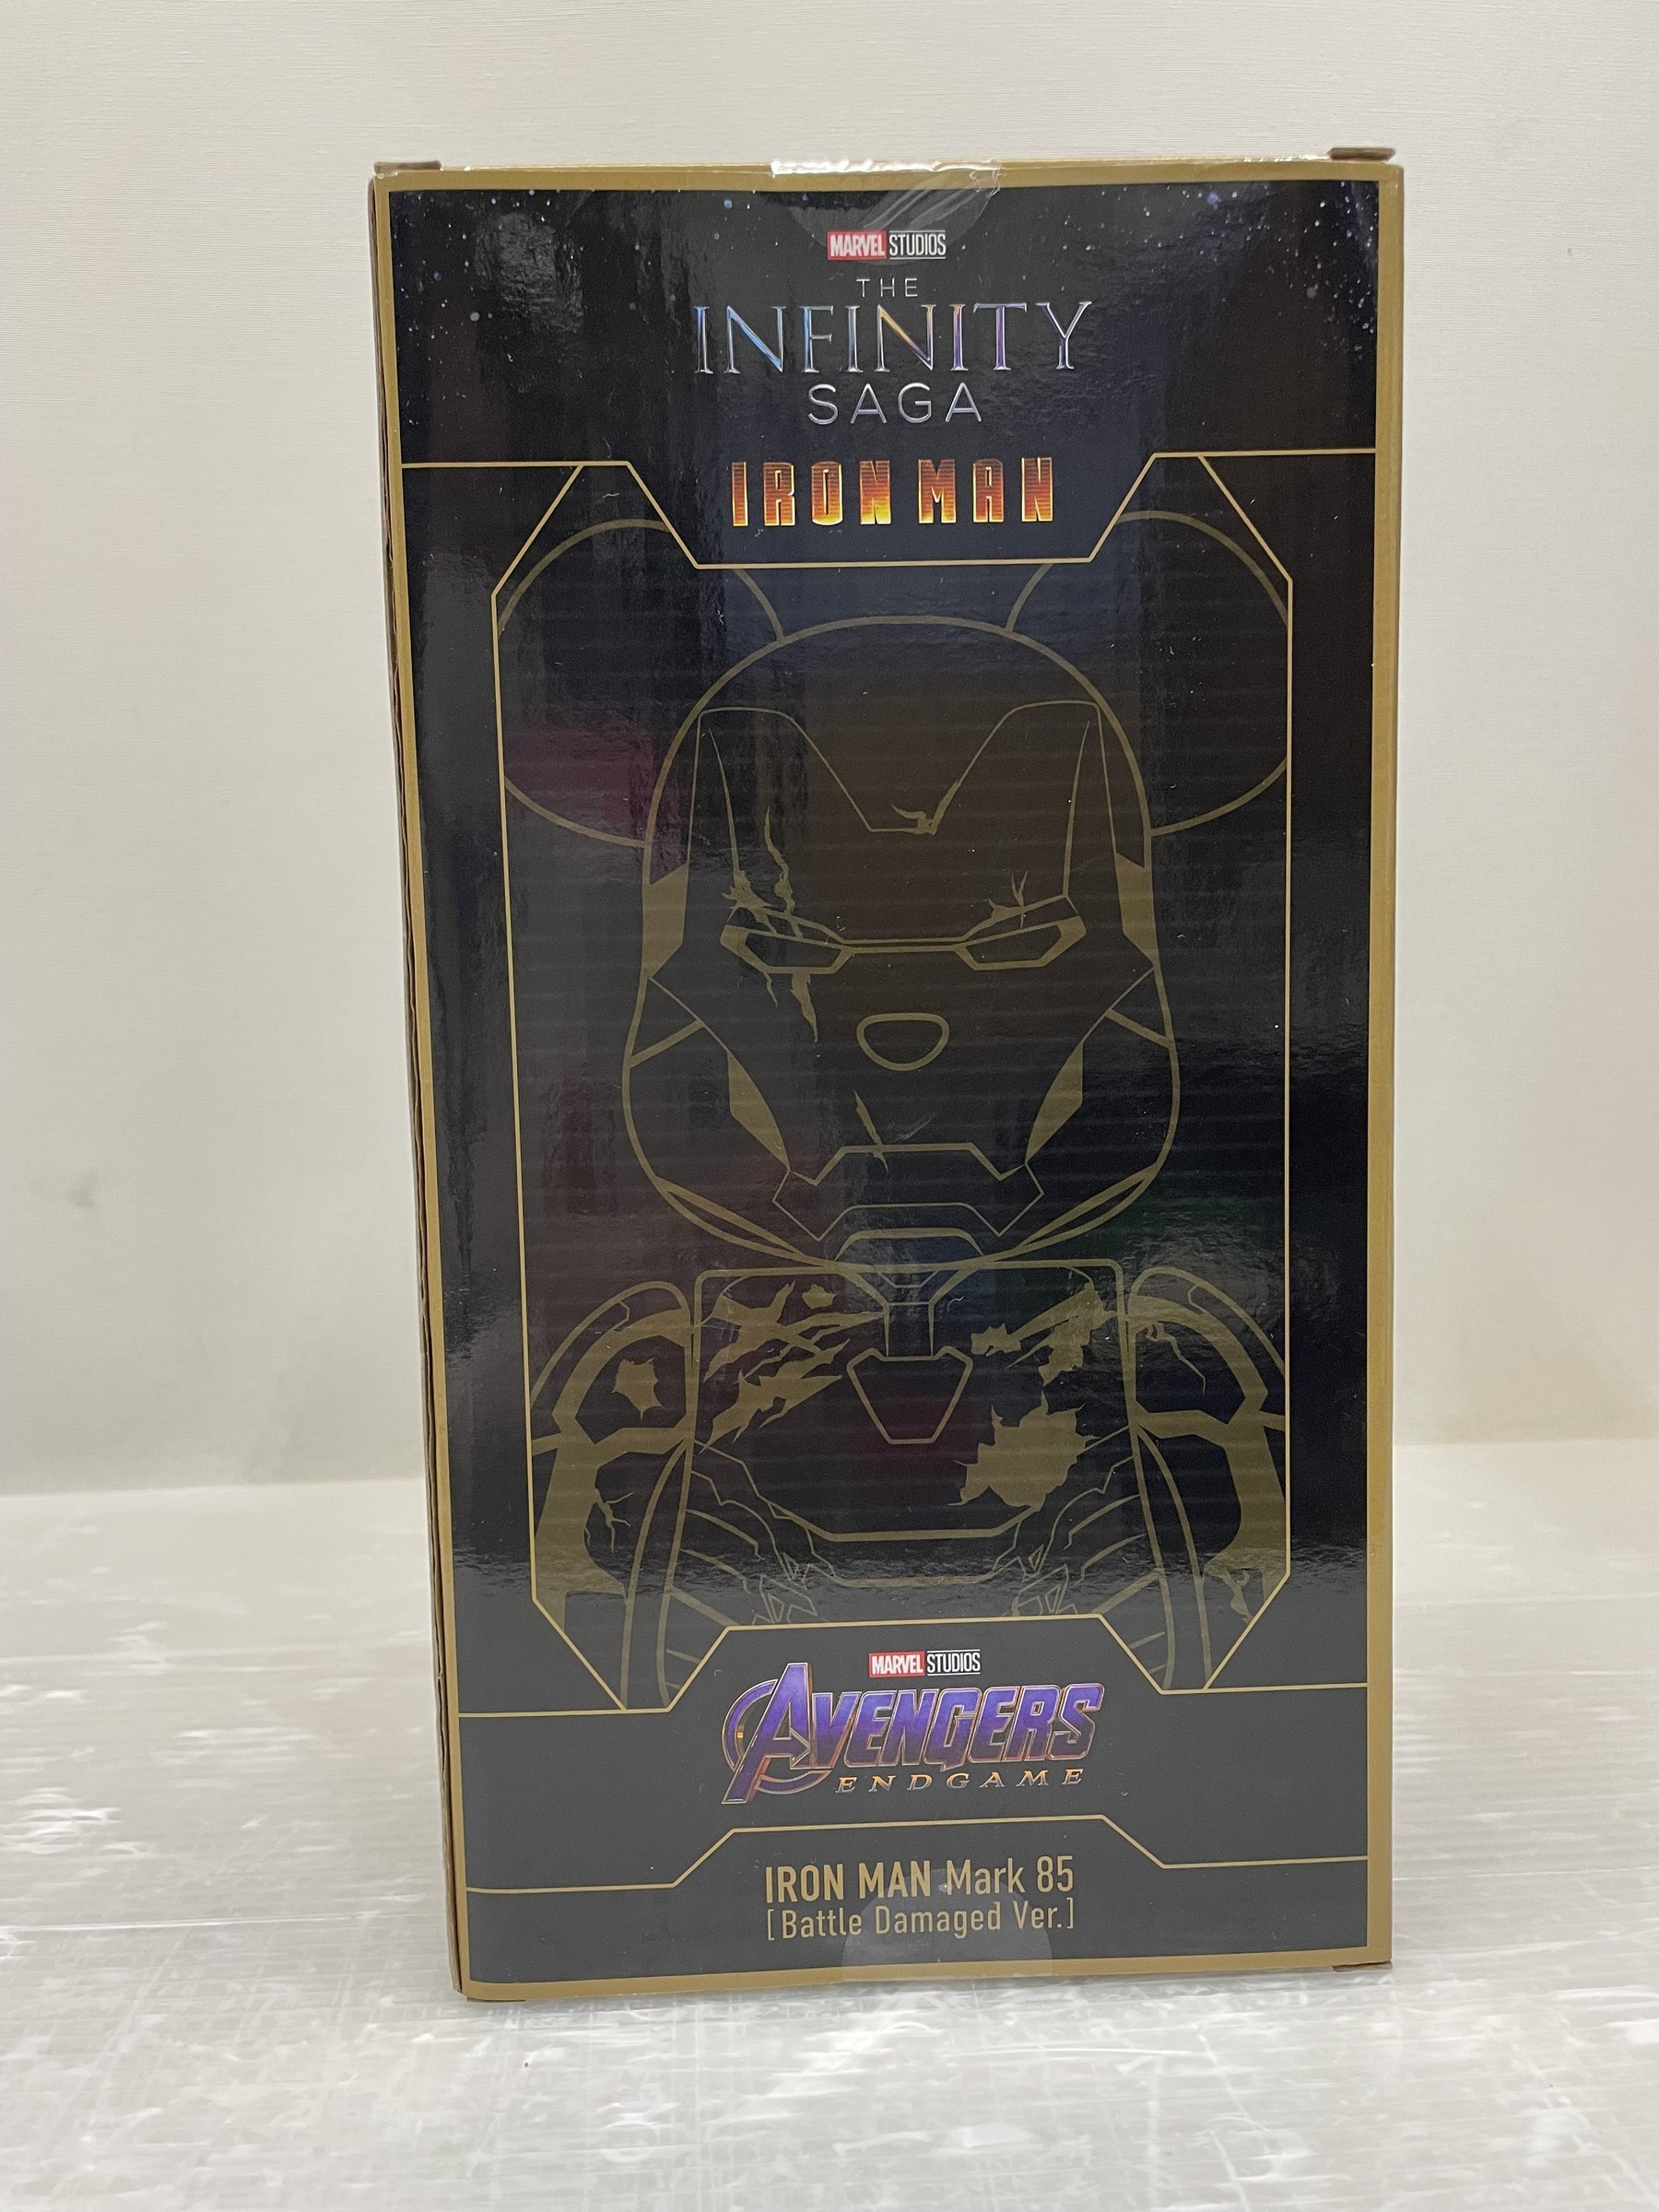 MARVEL STUDIOS
THE
INFINITY
SAGA
IRON MAN
MARVEL STUDIOS
AVENGERS
ENDGAME
IRON MAN Mark 85
[Battle Damaged Ver.]